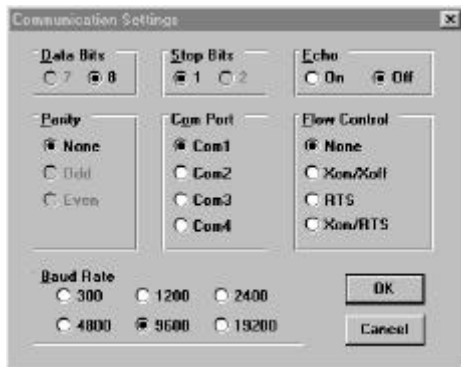 Communication Settings
Data Bits
7 8
Stop Bits
1 2
Echo
On Off
Parity
None
Odd
Even
Com Port
Com1
Com2
Com3
Com4
Flow Control
None
Xon/Xoff
RTS
Xon/RTS
Baud Rate
300 1200 2400
4800 9600 19200
OK
Cancel